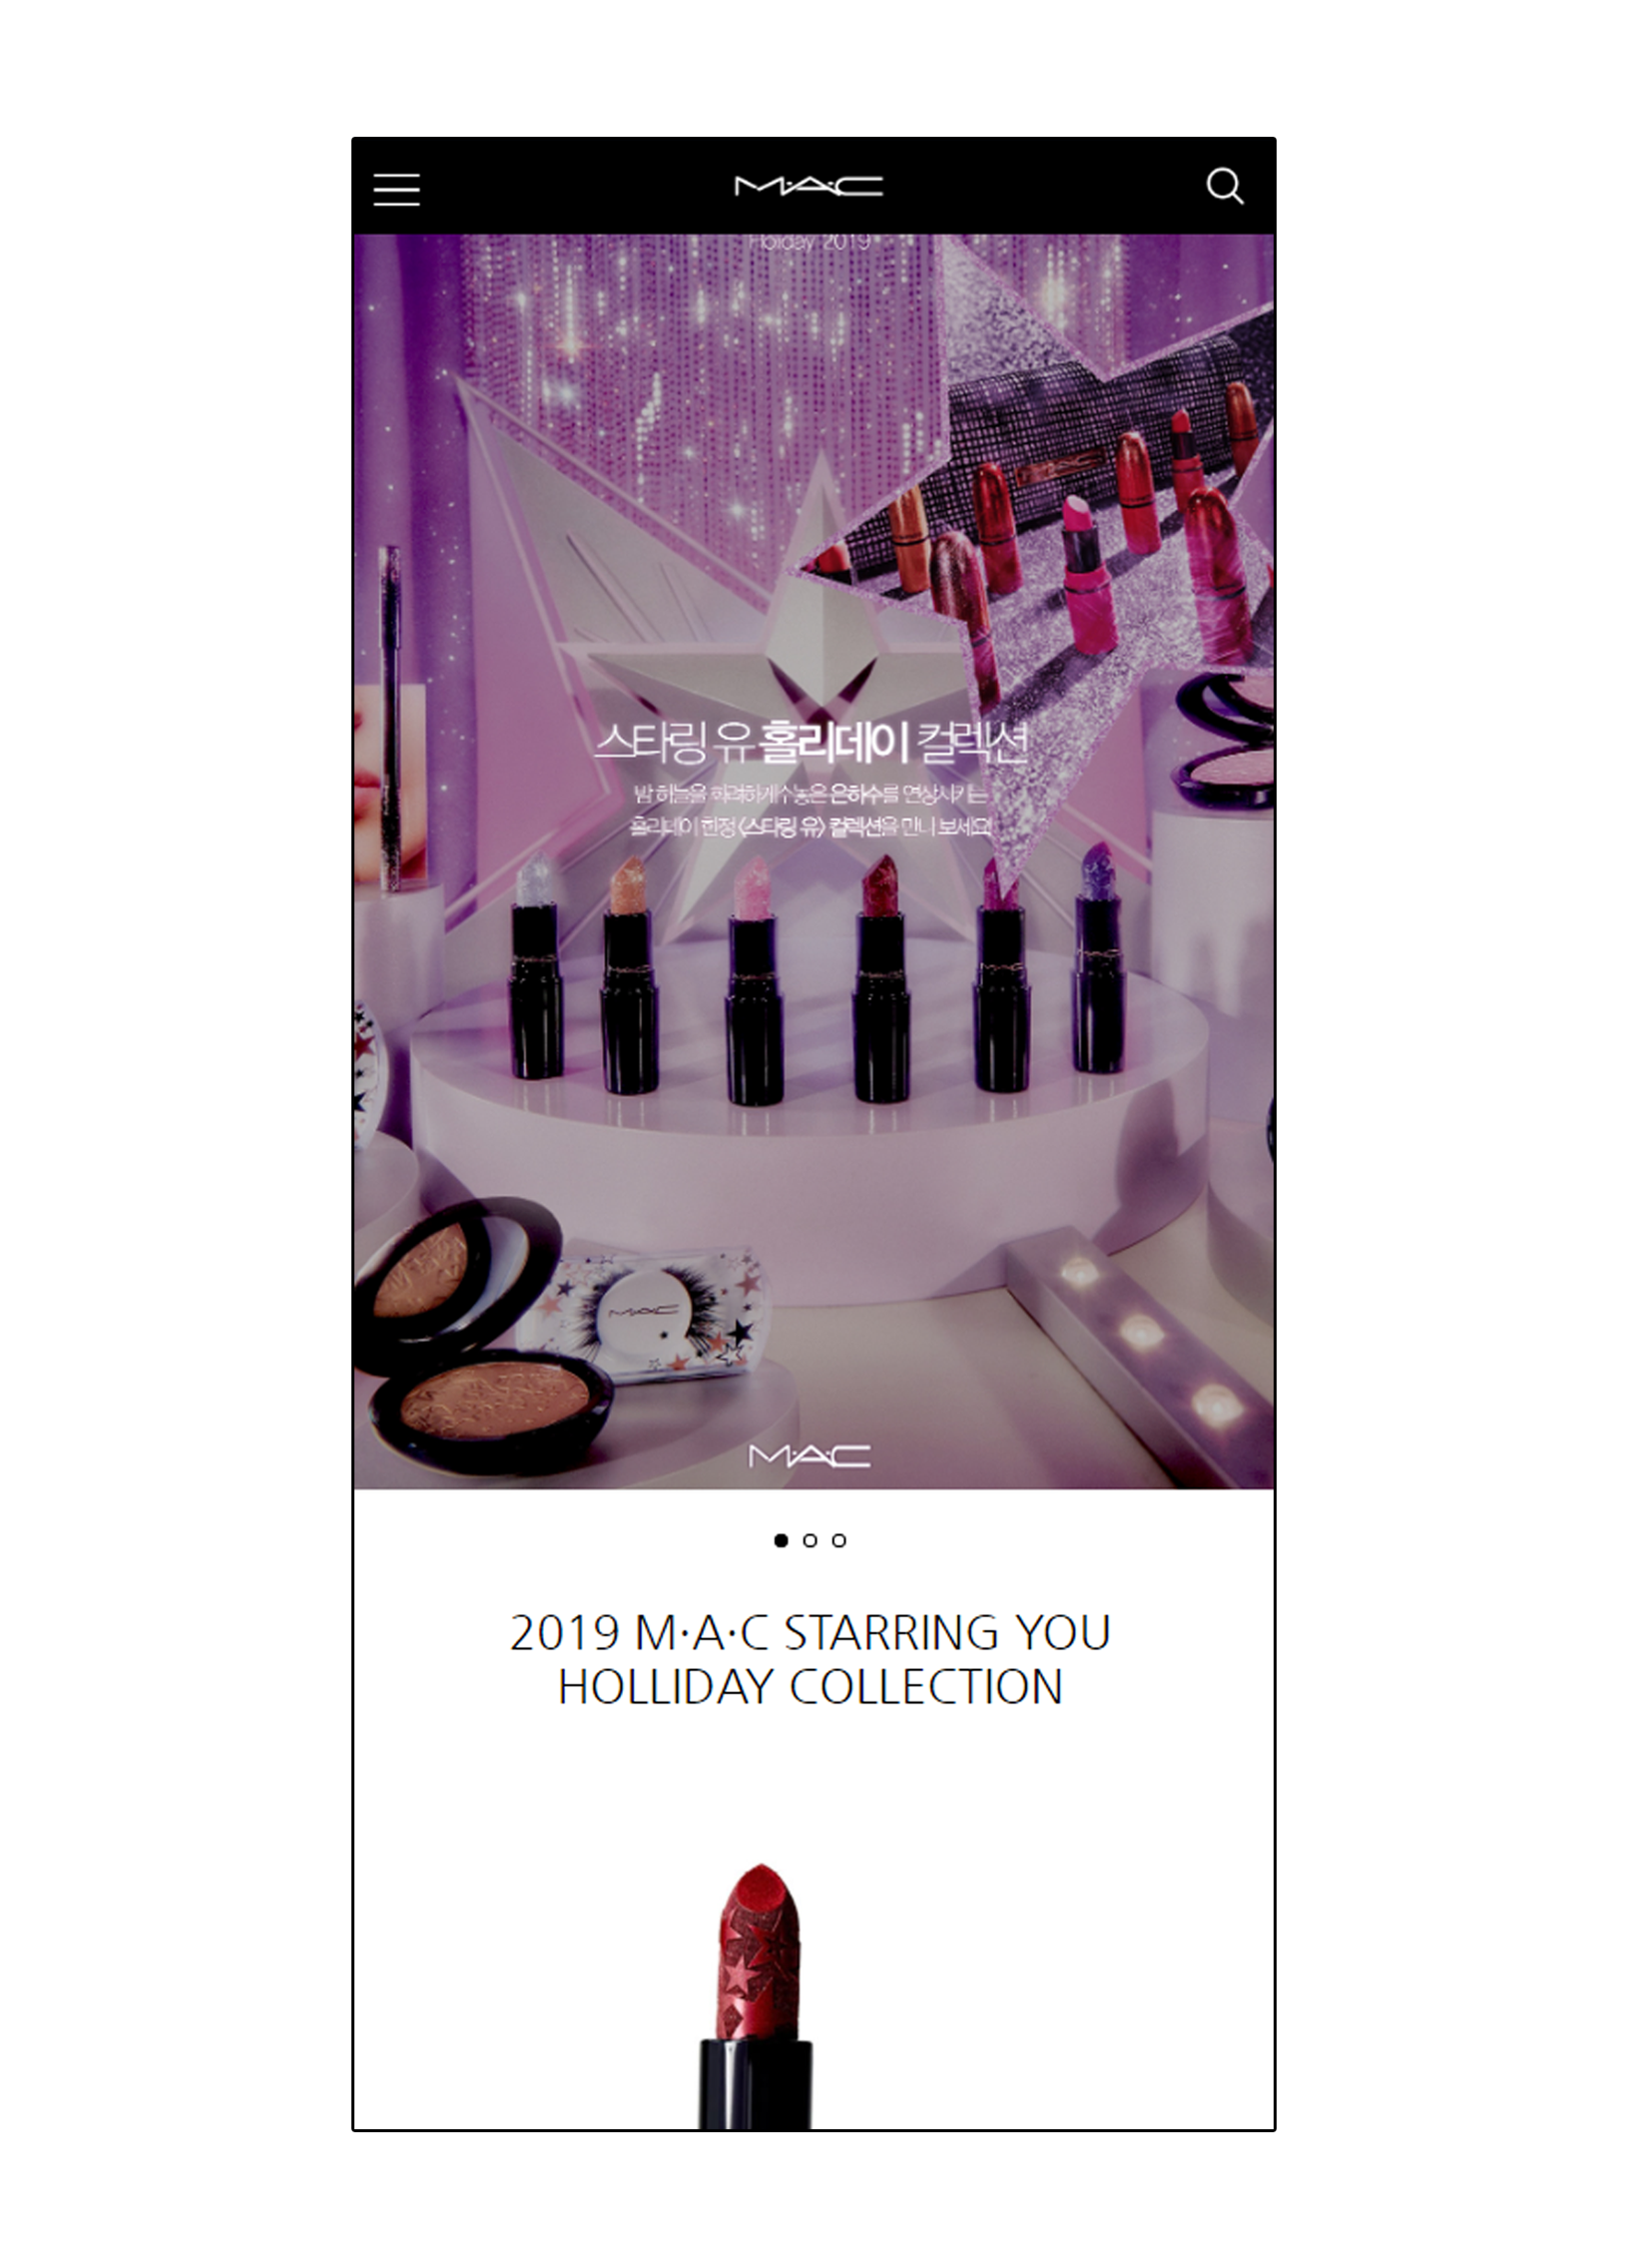 M·A·C
Holiday 2019
M·A·C
스타링 유 홀리데이 컬렉션
밤 하늘을 화려하게 수놓은 은하수를 연상시키는
홀리데이 한정 <스타링 유> 컬렉션을 만나 보세요!
M·A·C
M·A·C
M·A·C
2019 M·A·C STARRING YOU
HOLLIDAY COLLECTION